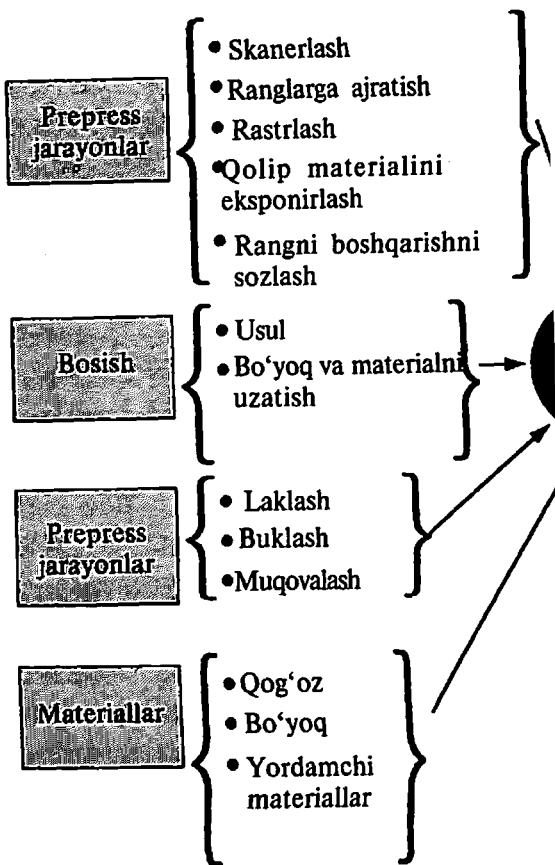 Prepress
jarayonlar
• Skanerlash
• Ranglarga ajratish
• Rastrlash
• Qolip materialini
eksponirlash
• Rangni boshqarishni
sozlash
Bosish
• Usul
• Bo‘yoq va materialni
uzatish
Prepress
jarayonlar
• Laklash
• Buklash
• Muqovalash
Materiallar
• Qog‘oz
• Bo‘yoq
• Yordamchi
materiallar